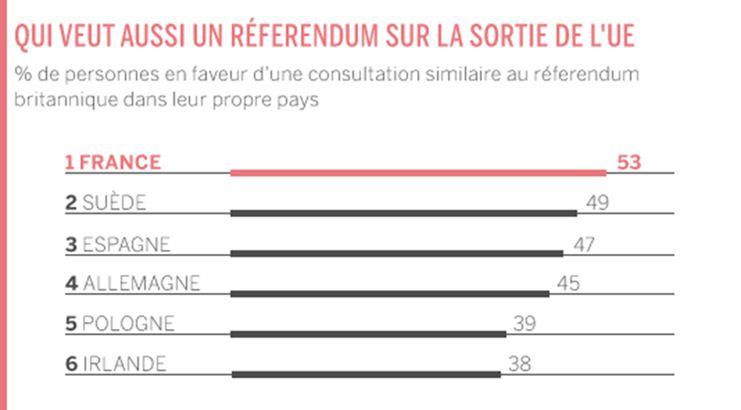 QUI VEUT AUSSI UN RÉFERENDUM SUR LA SORTIE DE L'UE
% de personnes en faveur d'une consultation similaire au réferendum
britannique dans leur propre pays
1 FRANCE 53
2 SUÈDE 49
3 ESPAGNE 47
4 ALLEMAGNE 45
5 POLOGNE 39
6 IRLANDE 38